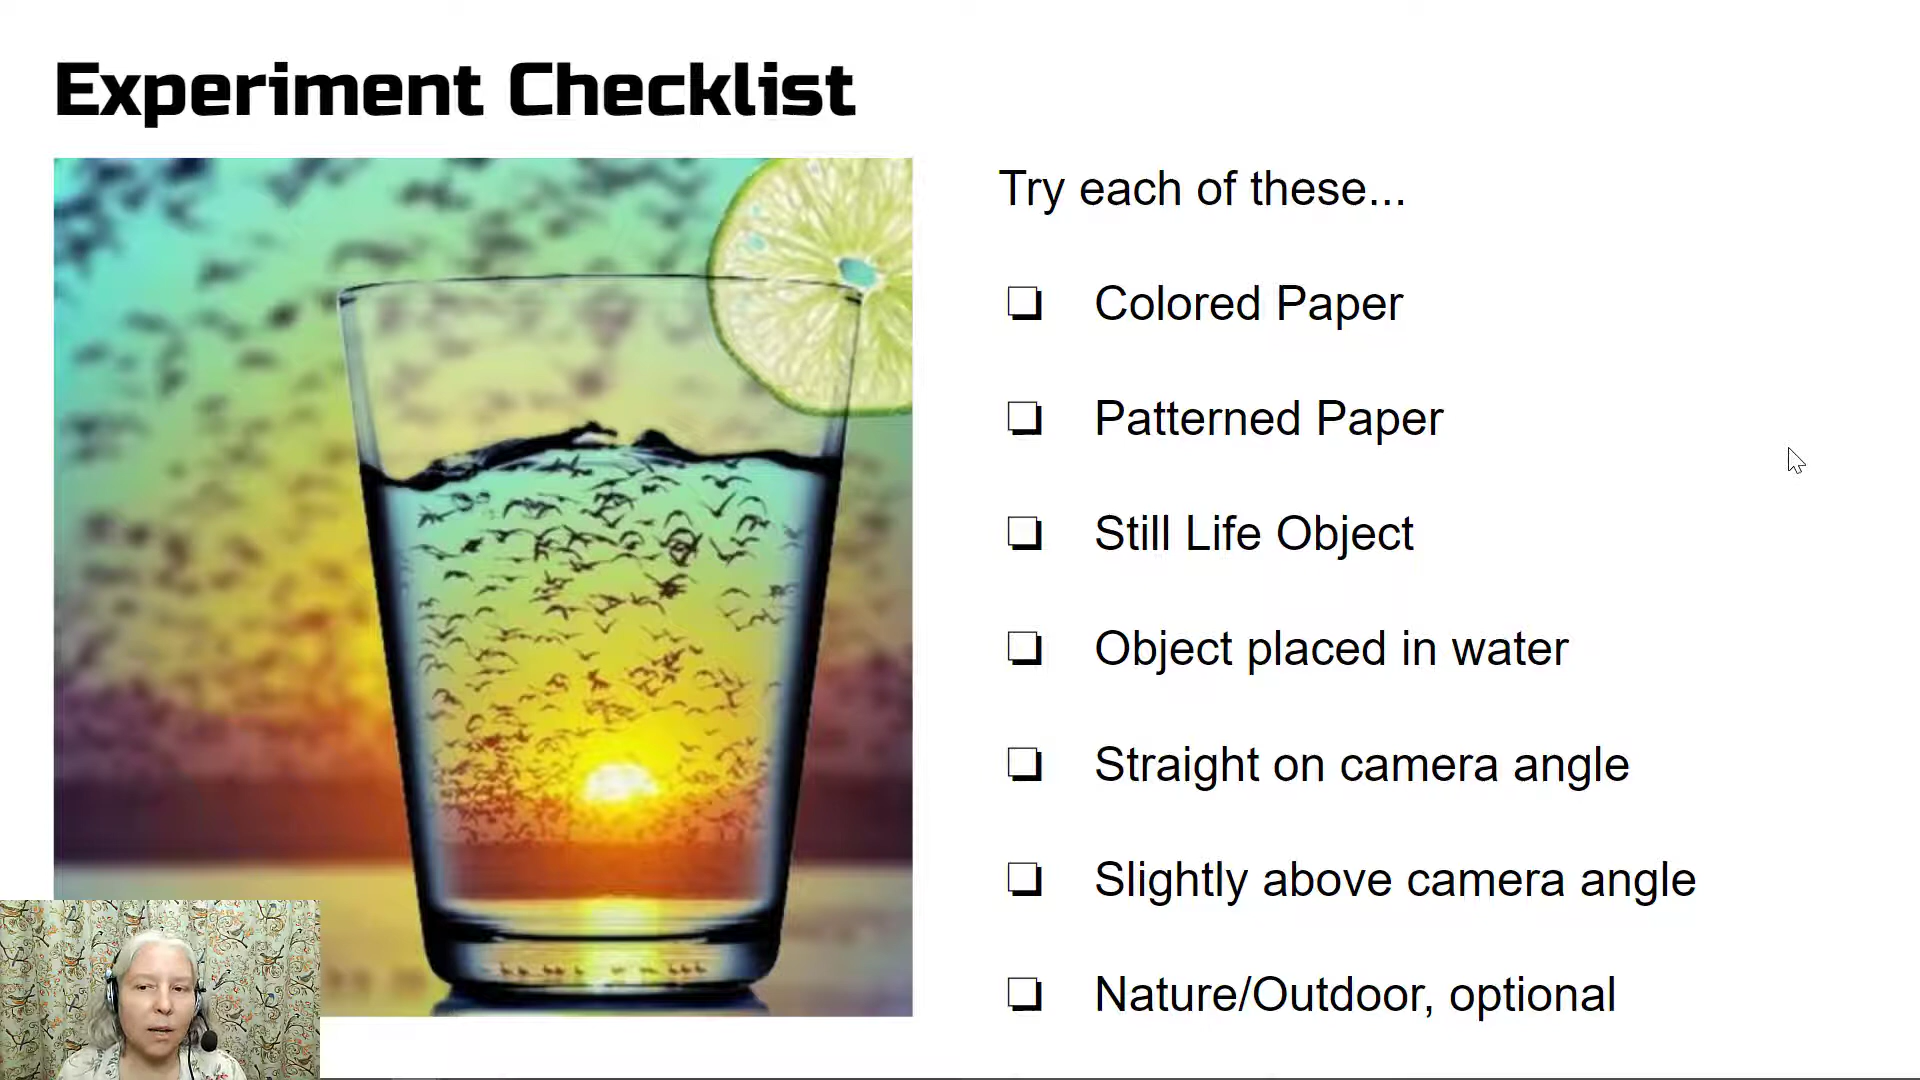 Experiment Checklist
Try each of these...
❏ Colored Paper
❏ Patterned Paper
❏ Still Life Object
❏ Object placed in water
❏ Straight on camera angle
❏ Slightly above camera angle
❏ Nature/Outdoor, optional